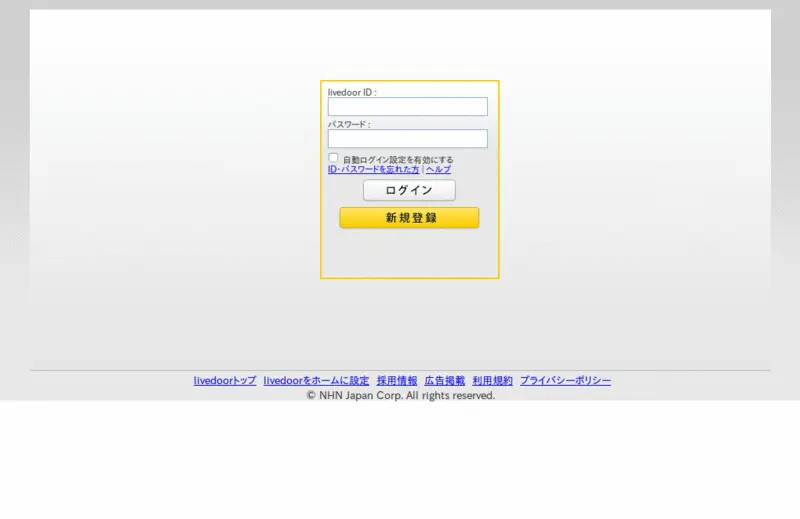 livedoor ID :
パスワード :
自動ログイン設定を有効にする
ID・パスワードを忘れた方 | ヘルプ
ログイン
新規登録
livedoorトップ livedoorをホームに設定 採用情報 広告掲載 利用規約 プライバシーポリシー
© NHN Japan Corp. All rights reserved.